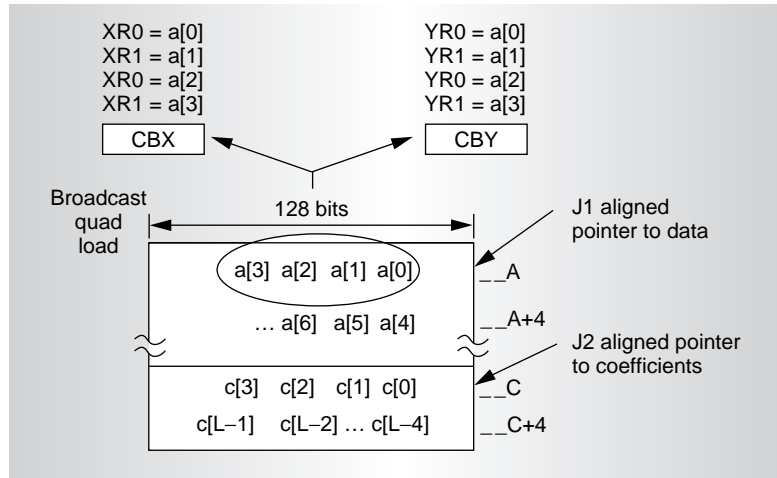 XR0 = a[0]
XR1 = a[1]
XR0 = a[2]
XR1 = a[3]
CBX
YR0 = a[0]
YR1 = a[1]
YR0 = a[2]
YR1 = a[3]
CBY
Broadcast
quad
load
128 bits
J1 aligned
pointer to data
a[3] a[2] a[1] a[0]
__A
… a[6] a[5] a[4]
__A+4
J2 aligned pointer
to coefficients
c[3] c[2] c[1] c[0]
__C
c[L–1] c[L–2] … c[L–4]
__C+4